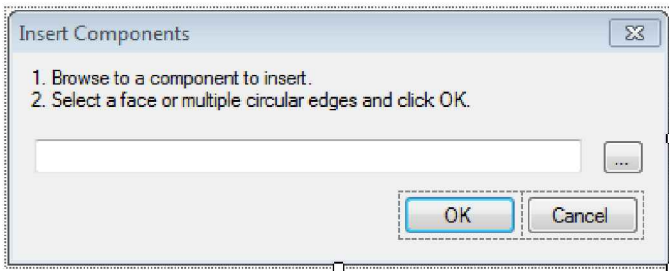 Insert Components
1. Browse to a component to insert.
2. Select a face or multiple circular edges and click OK.
...
OK
Cancel